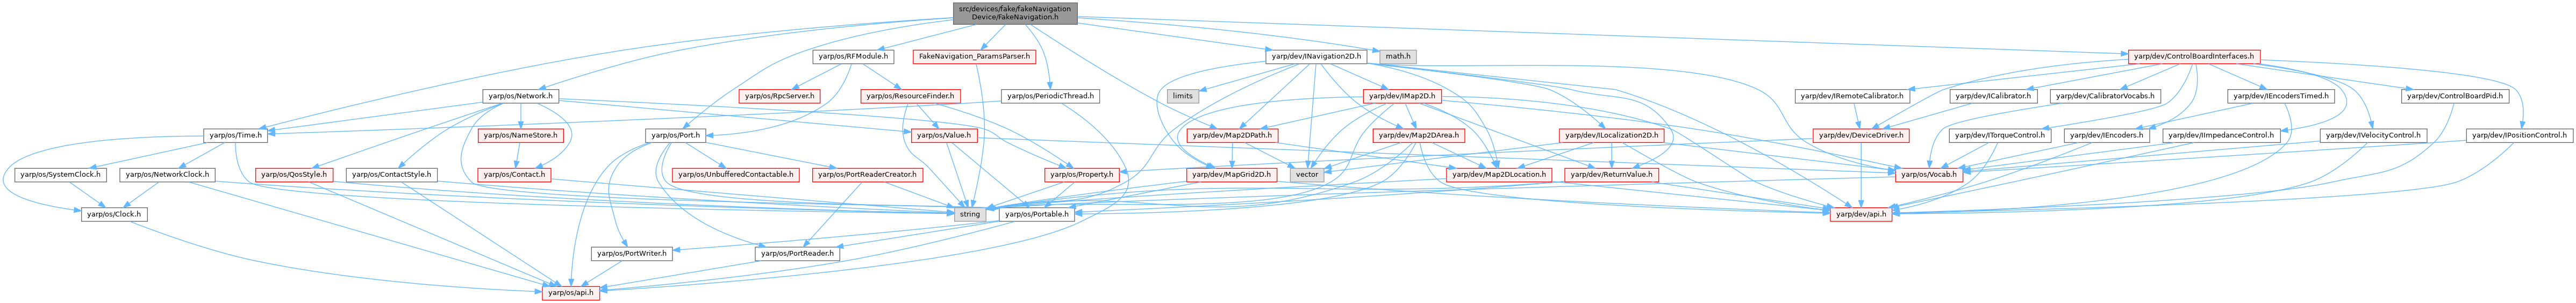 src/devices/fake/fakeNavigation
Device/FakeNavigation.h
yarp/os/RFModule.h
FakeNavigation_ParamsParser.h
yarp/dev/INavigation2D.h
math.h
yarp/dev/ControlBoardInterfaces.h
yarp/os/Network.h
yarp/os/RpcServer.h
yarp/os/ResourceFinder.h
yarp/os/PeriodicThread.h
limits
yarp/dev/IMap2D.h
yarp/dev/IRemoteCalibrator.h
yarp/dev/ICalibrator.h
yarp/dev/CalibratorVocabs.h
yarp/dev/IEncodersTimed.h
yarp/dev/ControlBoardPid.h
yarp/os/Time.h
yarp/os/NameStore.h
yarp/os/Port.h
yarp/os/Value.h
yarp/dev/Map2DPath.h
yarp/dev/Map2DArea.h
yarp/dev/ILocalization2D.h
yarp/dev/DeviceDriver.h
yarp/dev/ITorqueControl.h
yarp/dev/IEncoders.h
yarp/dev/IImpedanceControl.h
yarp/dev/IVelocityControl.h
yarp/dev/IPositionControl.h
yarp/os/SystemClock.h
yarp/os/NetworkClock.h
yarp/os/QosStyle.h
yarp/os/ContactStyle.h
yarp/os/Contact.h
yarp/os/UnbufferedContactable.h
yarp/os/PortReaderCreator.h
yarp/os/Property.h
yarp/dev/MapGrid2D.h
vector
yarp/dev/Map2DLocation.h
yarp/dev/ReturnValue.h
yarp/os/Vocab.h
yarp/os/Clock.h
string
yarp/os/Portable.h
yarp/dev/api.h
yarp/os/PortWriter.h
yarp/os/PortReader.h
yarp/os/api.h